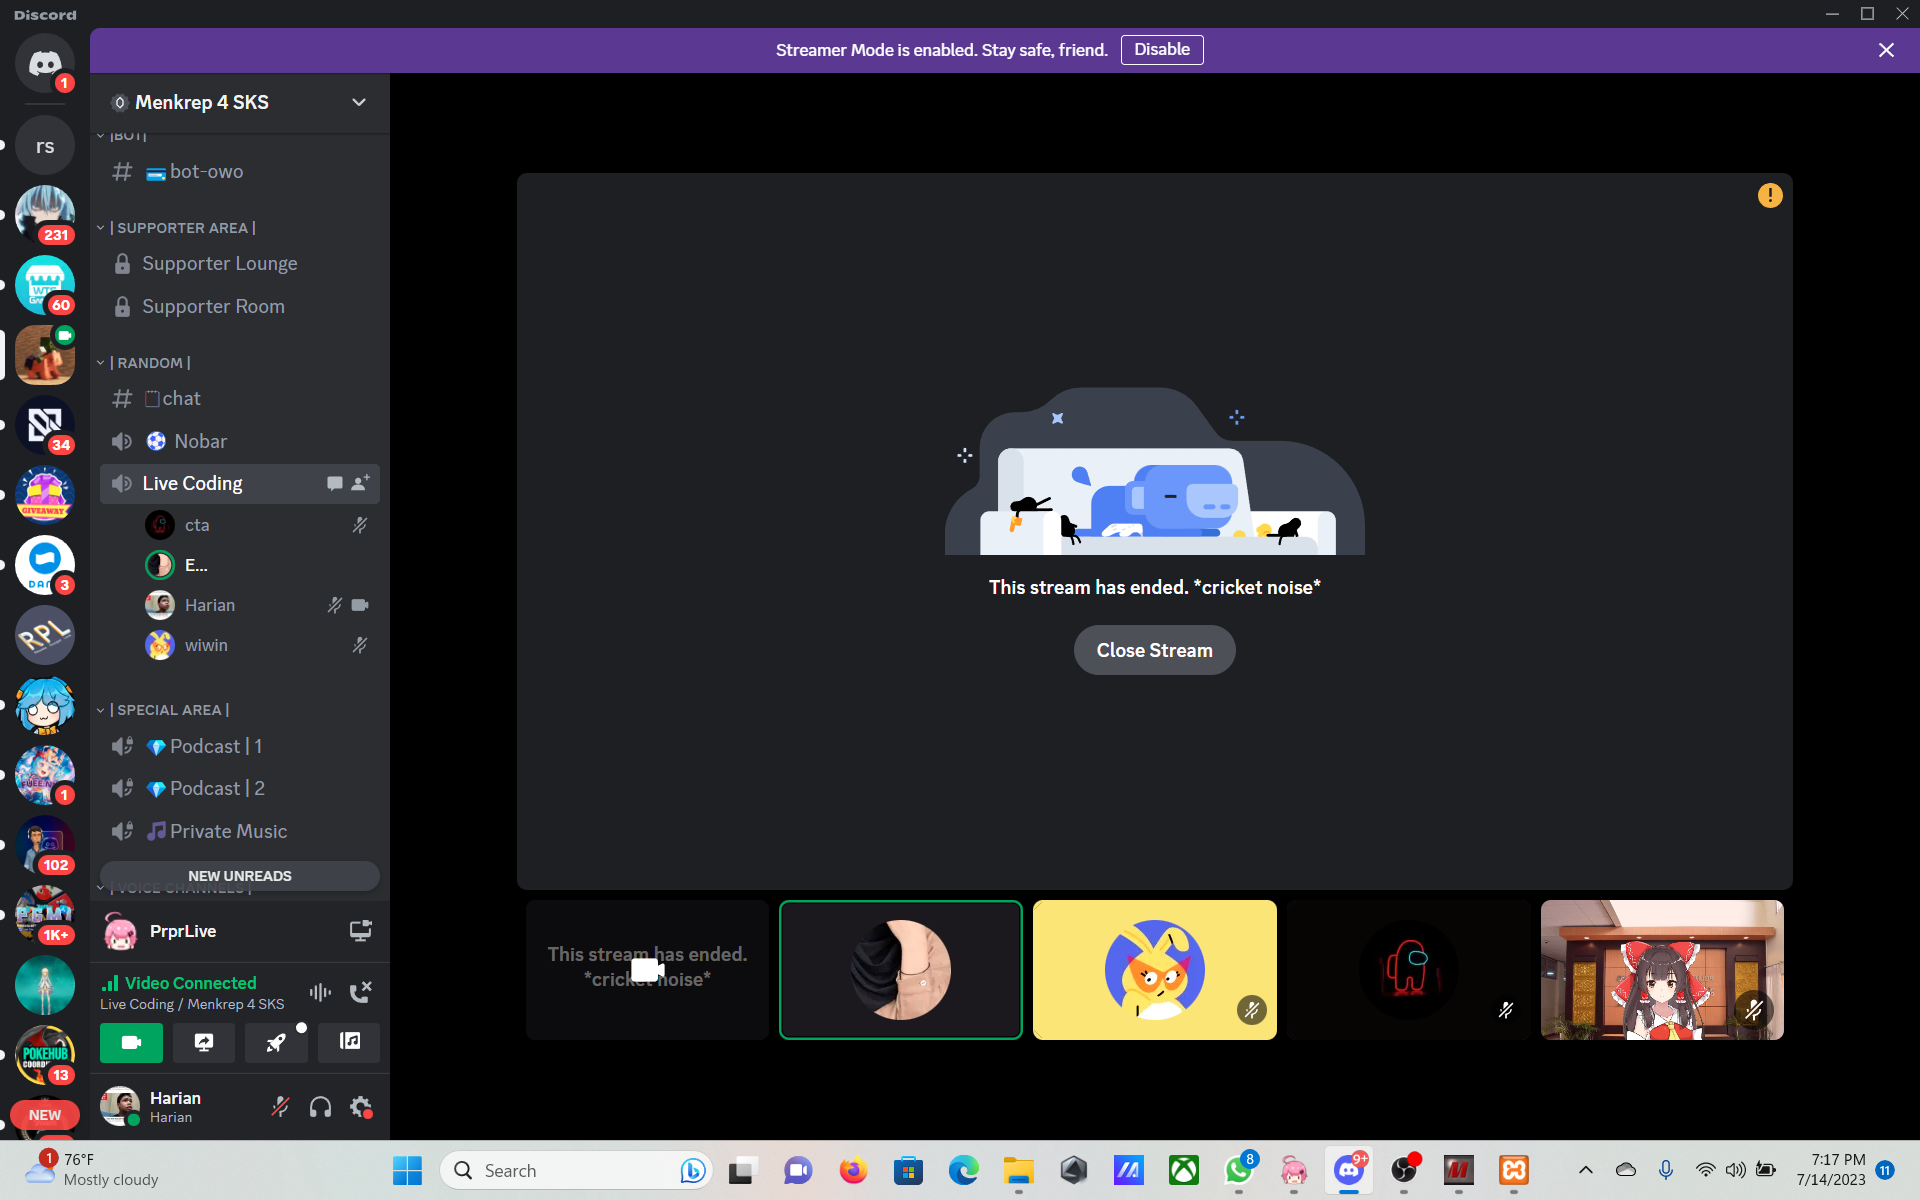 Discord
Streamer Mode is enabled. Stay safe, friend.
Disable
1
rs
231
60
34
GIVEAWAY
3
RPL
1
102
1K+
POKEHUB
13
NEW
Menkrep 4 SKS
|BOT|
bot-owo
| SUPPORTER AREA |
Supporter Lounge
Supporter Room
| RANDOM |
chat
Nobar
Live Coding
cta
E...
Harian
wiwin
| SPECIAL AREA |
Podcast | 1
Podcast | 2
Private Music
NEW UNREADS
| VOICE CHANNELS |
PrprLive
Video Connected
Live Coding / Menkrep 4 SKS
Harian
Harian
!
This stream has ended. *cricket noise*
Close Stream
This stream has ended.
*cricket noise*
1
76°F
Mostly cloudy
Search
8
9+
7:17 PM
7/14/2023
11